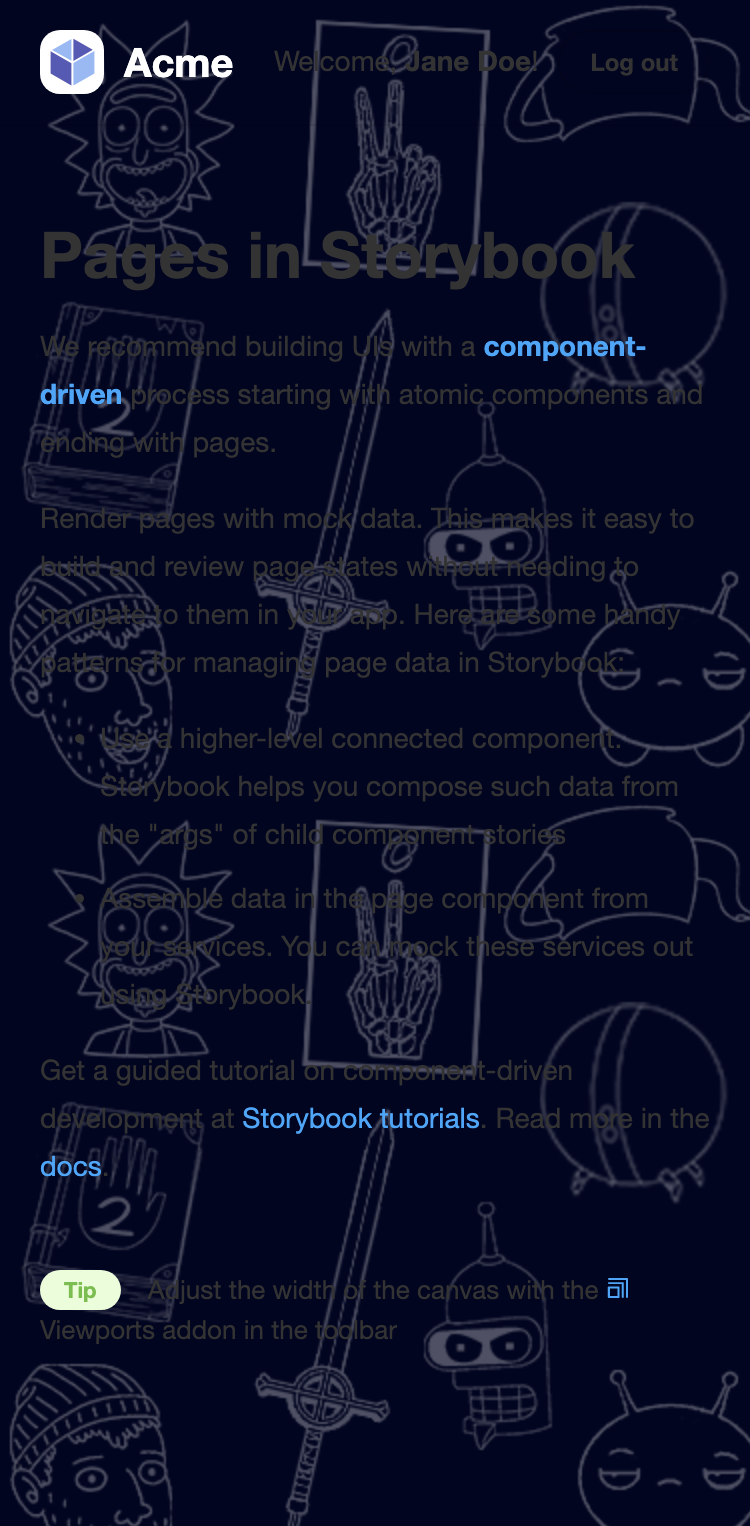 Acme Welcome, Jane Doe! Log out
Pages in Storybook
We recommend building UIs with a component-
driven process starting with atomic components and
ending with pages.
Render pages with mock data. This makes it easy to
build and review page states without needing to
navigate to them in your app. Here are some handy
patterns for managing page data in Storybook:
• Use a higher-level connected component.
Storybook helps you compose such data from
the "args" of child component stories
• Assemble data in the page component from
your services. You can mock these services out
using Storybook.
Get a guided tutorial on component-driven
development at Storybook tutorials. Read more in the
docs.
Tip Adjust the width of the canvas with the
Viewports addon in the toolbar
2
2